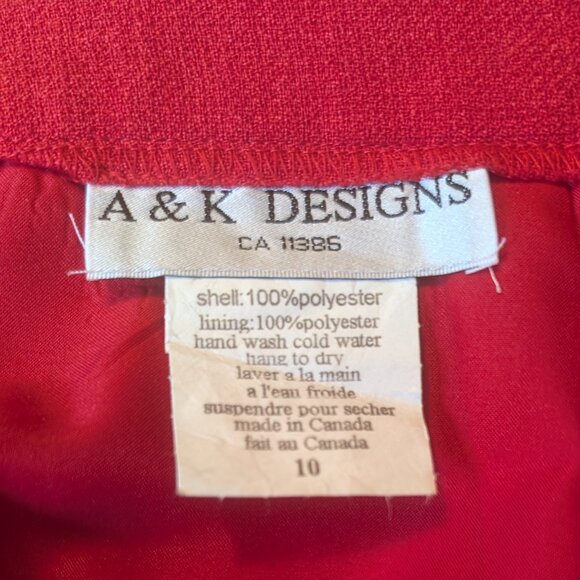 A & K DESIGNS
CA 11386
shell:100%polyester
lining:100%polyester
hand wash cold water
hang to dry
laver a la main
a l'eau froide
suspendre pour secher
made in Canada
fait au Canada
10